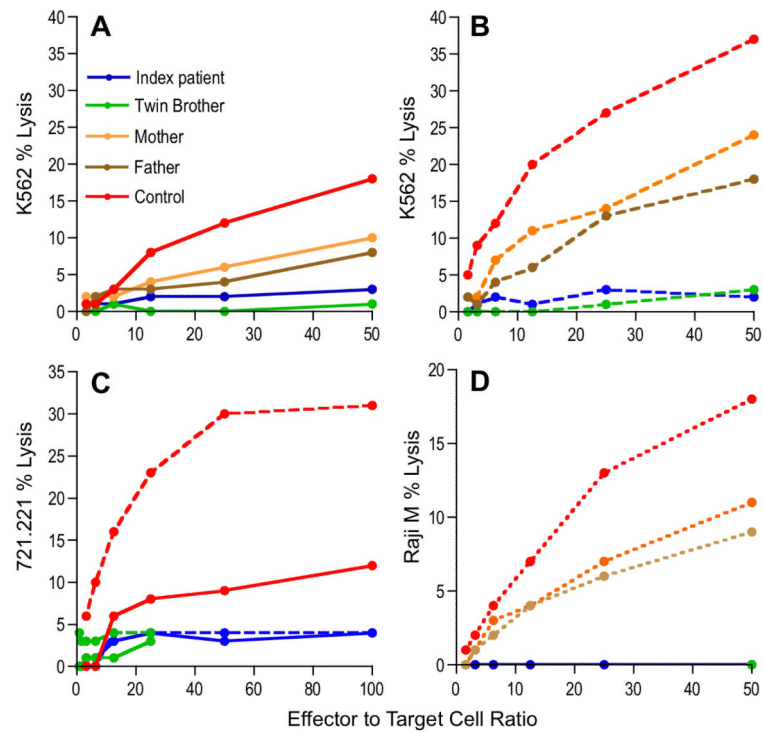 A
K562 % Lysis
40
35
30
25
20
15
10
5
0
Index patient
Twin Brother
Mother
Father
Control
0 10 20 30 40 50
B
K562 % Lysis
40
35
30
25
20
15
10
5
0
0 10 20 30 40 50
C
721.221 % Lysis
35
30
25
20
15
10
5
0
0 20 40 60 80 100
D
Raji M % Lysis
20
15
10
5
0
0 10 20 30 40 50
Effector to Target Cell Ratio